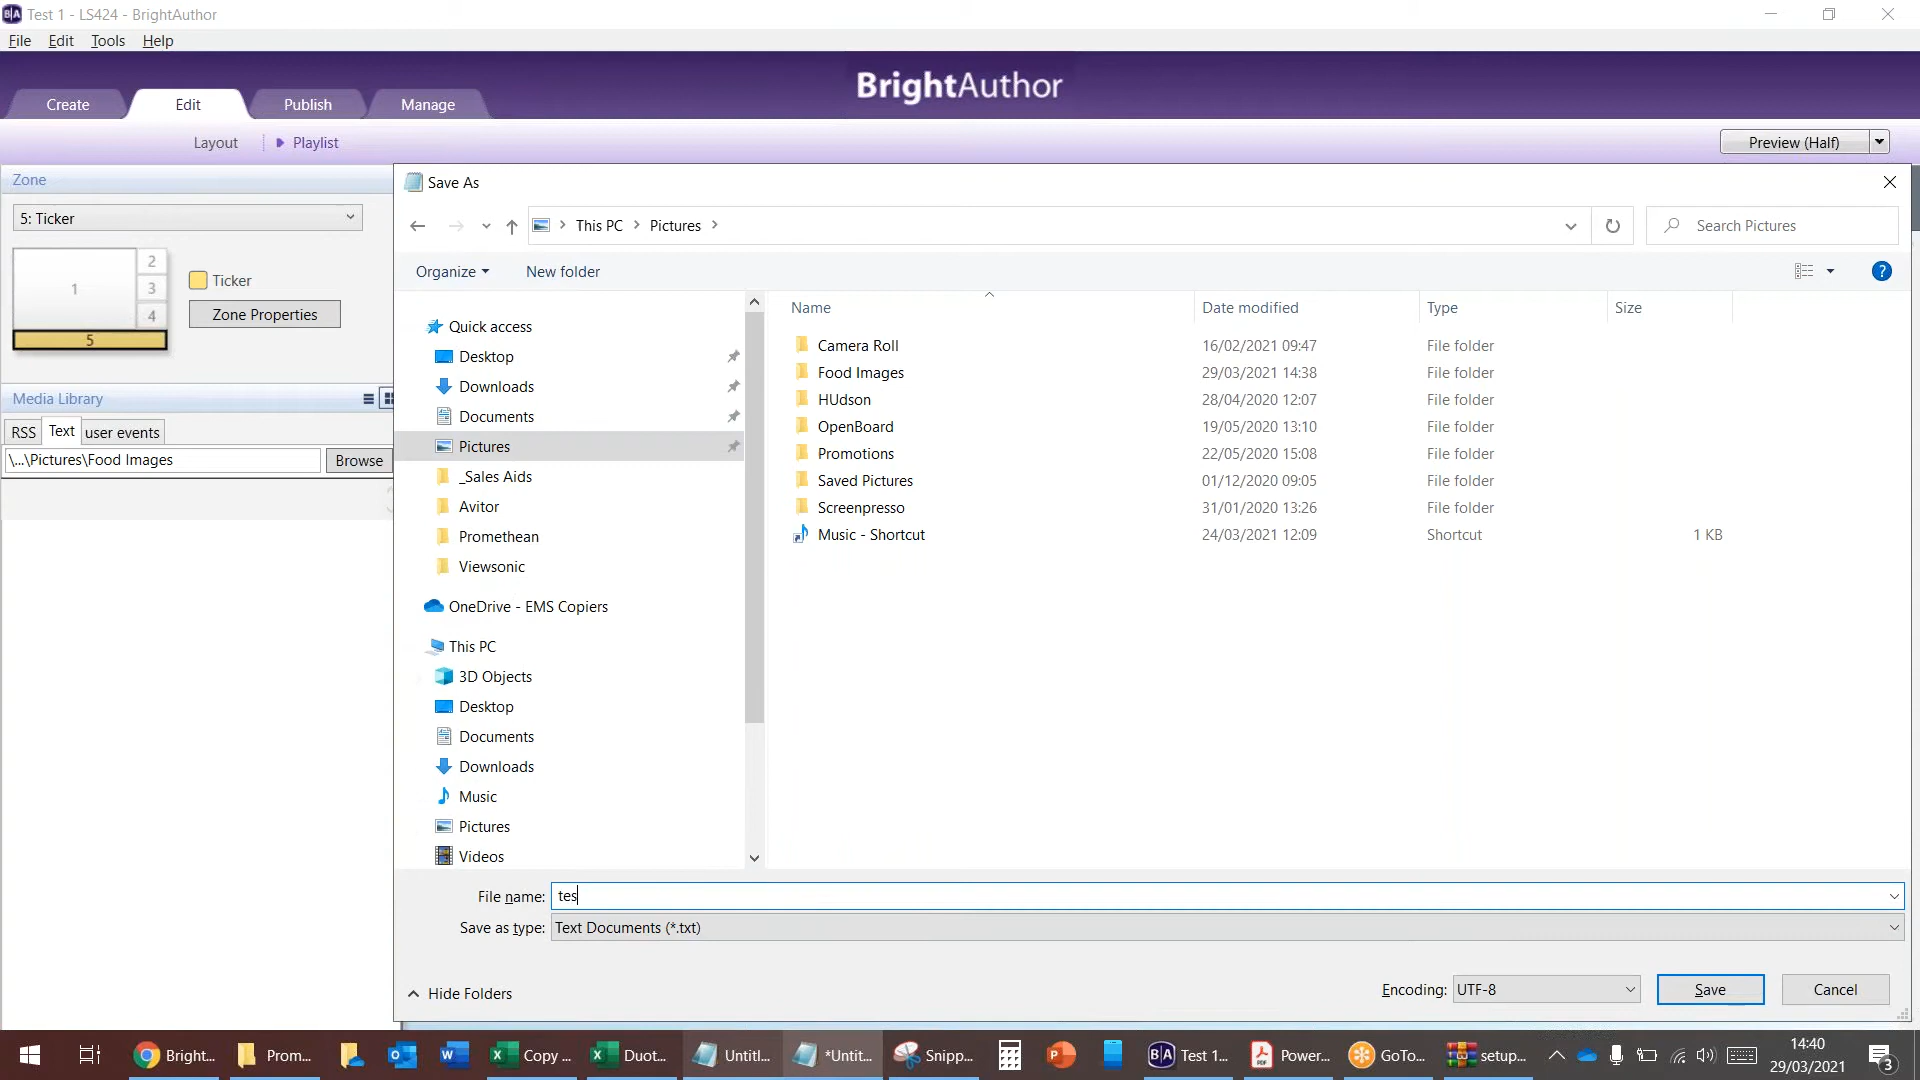 BA Test 1 - LS424 - BrightAuthor
File Edit Tools Help
BrightAuthor
Create Edit Publish Manage
Layout Playlist
Preview (Half)
Zone
5: Ticker
1
2
3
4
5
Ticker
Zone Properties
Media Library
RSS Text user events
\...\Pictures\Food Images Browse
Save As
This PC Pictures
Search Pictures
Organize New folder
?
Quick access
Desktop
Downloads
Documents
Pictures
_Sales Aids
Avitor
Promethean
Viewsonic
OneDrive - EMS Copiers
This PC
3D Objects
Desktop
Documents
Downloads
Music
Pictures
Videos
Name Date modified Type Size
Camera Roll 16/02/2021 09:47 File folder
Food Images 29/03/2021 14:38 File folder
HUdson 28/04/2020 12:07 File folder
OpenBoard 19/05/2020 13:10 File folder
Promotions 22/05/2020 15:08 File folder
Saved Pictures 01/12/2020 09:05 File folder
Screenpresso 31/01/2020 13:26 File folder
Music - Shortcut 24/03/2021 12:09 Shortcut 1 KB
File name: tes
Save as type: Text Documents (*.txt)
Hide Folders
Encoding: UTF-8 Save Cancel
Bright... Prom... Copy ... Duot... Untitl... *Untit... Snipp... BA Test 1... Power... GoTo... setup...
14:40
29/03/2021
3